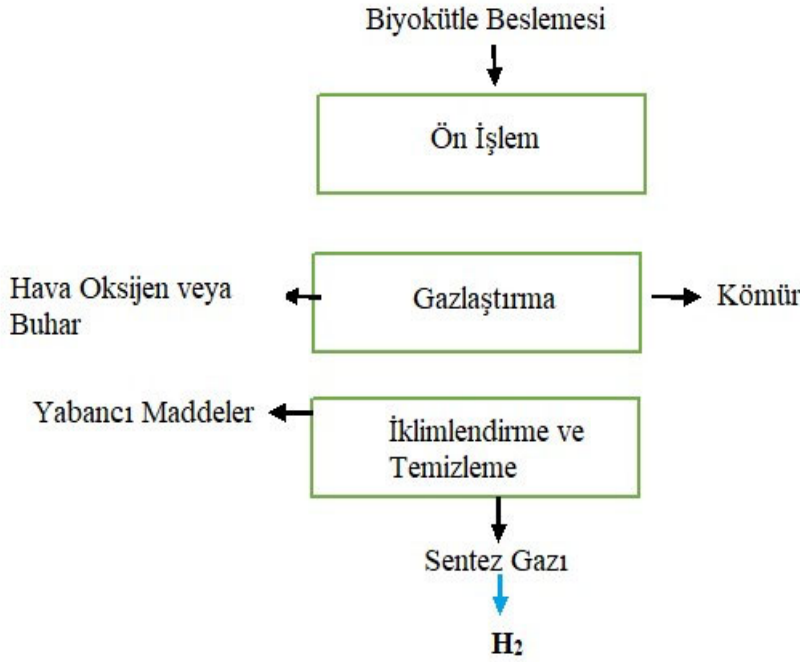 Biyokütle Beslemesi
Ön İşlem
Hava Oksijen veya
Buhar
Gazlaştırma
Kömür
Yabancı Maddeler
İklimlendirme ve
Temizleme
Sentez Gazı
H₂